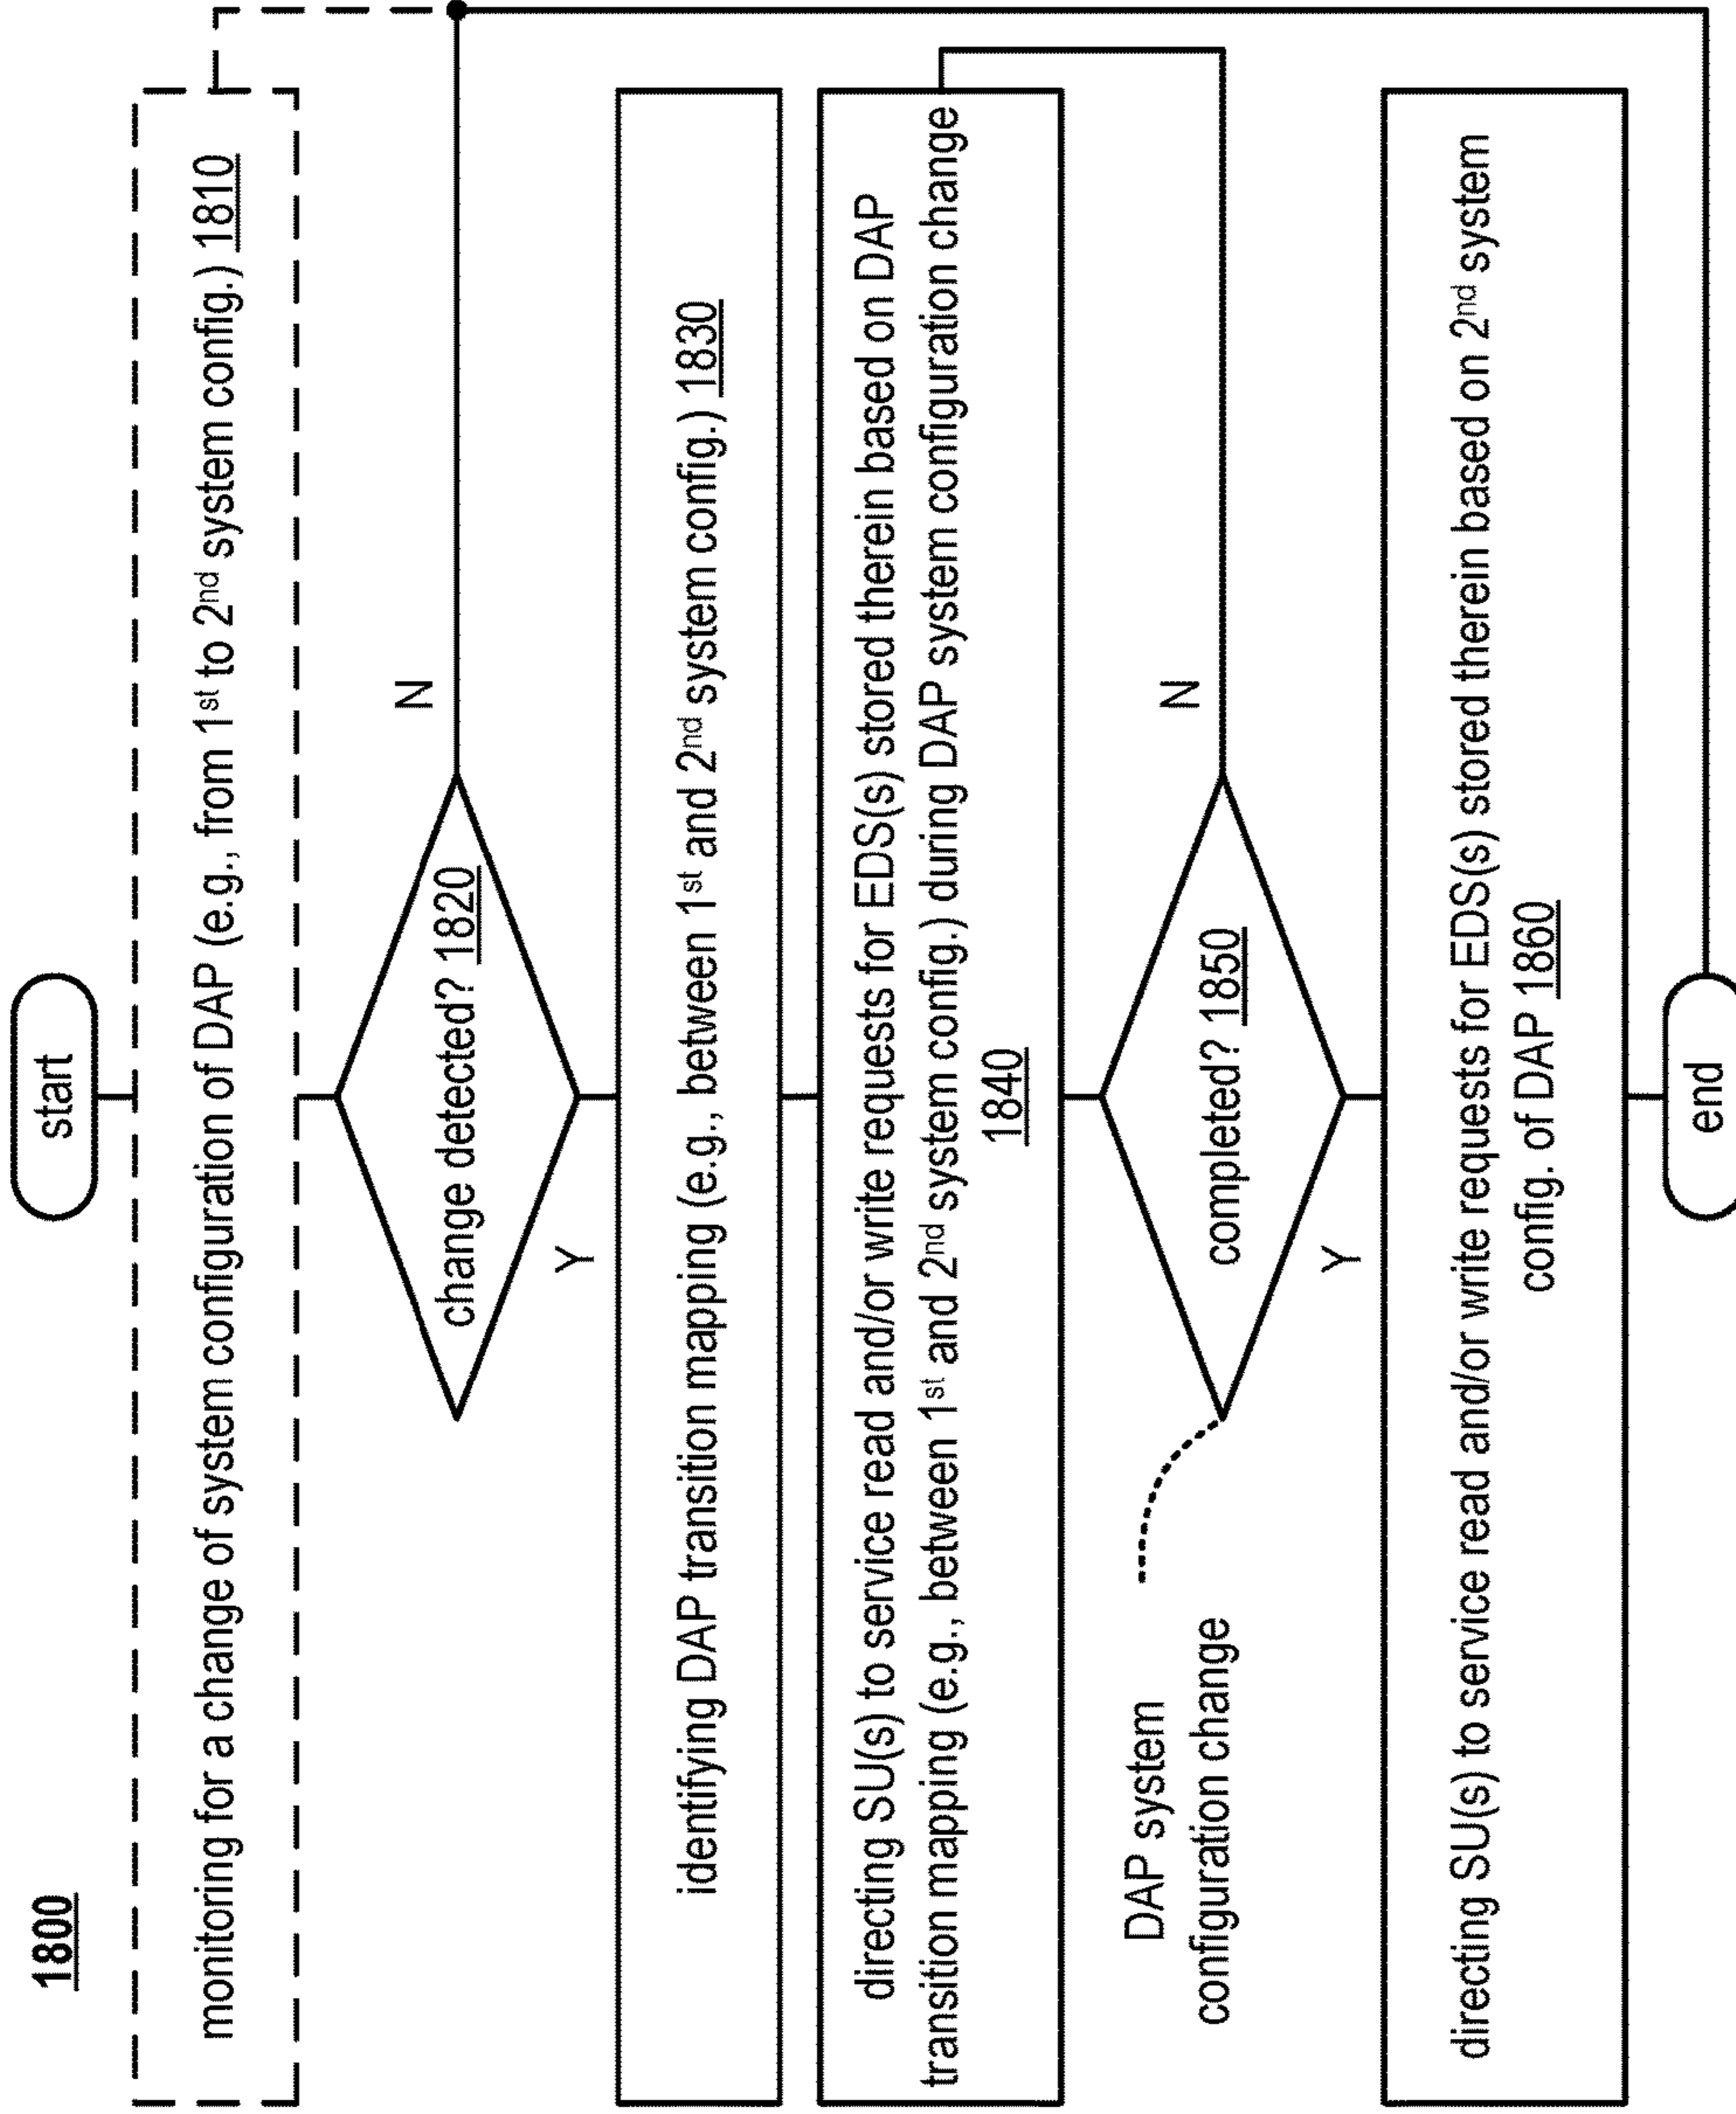 1800
start
monitoring for a change of system configuration of DAP (e.g., from 1st to 2nd system config.) 1810
change detected? 1820
N
Y
identifying DAP transition mapping (e.g., between 1st and 2nd system config.) 1830
directing SU(s) to service read and/or write requests for EDS(s) stored therein based on DAP
transition mapping (e.g., between 1st and 2nd system config.) during DAP system configuration change
1840
DAP system
configuration change
completed? 1850
N
Y
directing SU(s) to service read and/or write requests for EDS(s) stored therein based on 2nd system
config. of DAP 1860
end